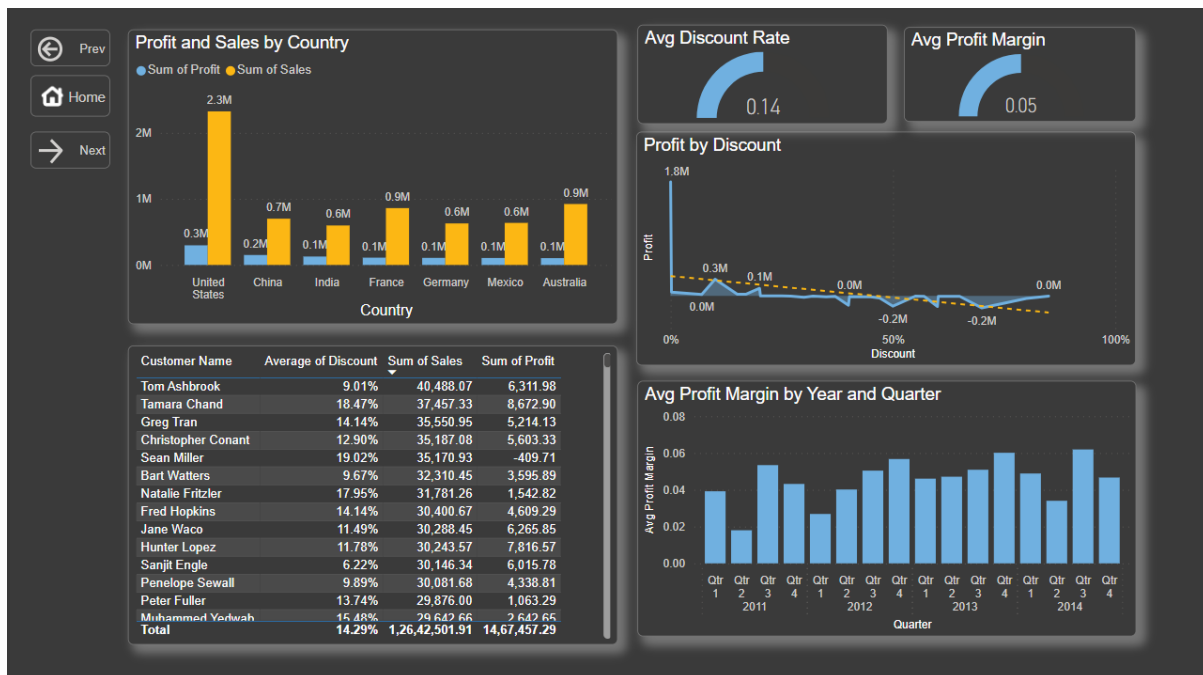 Prev
Home
Next
Profit and Sales by Country
Sum of Profit Sum of Sales
2M
1M
0M
2.3M
0.3M
0.7M
0.2M
0.6M
0.1M
0.9M
0.1M
0.6M
0.1M
0.6M
0.1M
0.9M
0.1M
United States
China
India
France
Germany
Mexico
Australia
Country
Avg Discount Rate
0.14
Avg Profit Margin
0.05
Profit by Discount
Profit
1.8M
0.0M
0.3M
0.1M
0.0M
-0.2M
-0.2M
0.0M
0% 50% 100%
Discount
Customer Name Average of Discount Sum of Sales Sum of Profit
Tom Ashbrook 9.01% 40,488.07 6,311.98
Tamara Chand 18.47% 37,457.33 8,672.90
Greg Tran 14.14% 35,550.95 5,214.13
Christopher Conant 12.90% 35,187.08 5,603.33
Sean Miller 19.02% 35,170.93 -409.71
Bart Watters 9.67% 32,310.45 3,595.89
Natalie Fritzler 17.95% 31,781.26 1,542.82
Fred Hopkins 14.14% 30,400.67 4,609.29
Jane Waco 11.49% 30,288.45 6,265.85
Hunter Lopez 11.78% 30,243.57 7,816.57
Sanjit Engle 6.22% 30,146.34 6,015.78
Penelope Sewall 9.89% 30,081.68 4,338.81
Peter Fuller 13.74% 29,876.00 1,063.29
Muhammed Yedwab 15.48% 29,642.66 2,642.65
Total 14.29% 1,26,42,501.91 14,67,457.29
Avg Profit Margin by Year and Quarter
Avg Profit Margin
0.08
0.06
0.04
0.02
0.00
Qtr 1 Qtr 2 Qtr 3 Qtr 4 Qtr 1 Qtr 2 Qtr 3 Qtr 4 Qtr 1 Qtr 2 Qtr 3 Qtr 4 Qtr 1 Qtr 2 Qtr 3 Qtr 4
2011 2012 2013 2014
Quarter